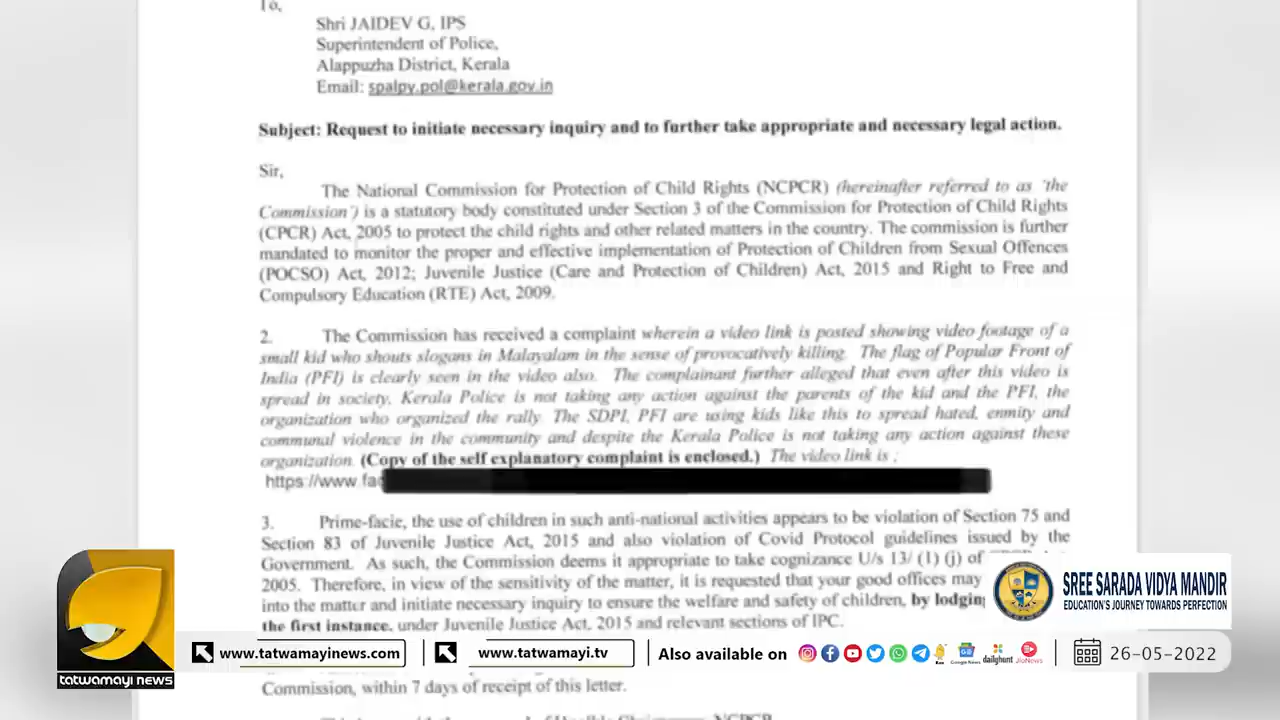 To,
Shri JAIDEV G, IPS
Superintendent of Police,
Alappuzha District, Kerala
Email: spalpy.pol@kerala.gov.in
Subject: Request to initiate necessary inquiry and to further take appropriate and necessary legal action.
Sir,
The National Commission for Protection of Child Rights (NCPCR) (hereinafter referred to as 'the
Commission') is a statutory body constituted under Section 3 of the Commission for Protection of Child Rights
(CPCR) Act, 2005 to protect the child rights and other related matters in the country. The commission is further
mandated to monitor the proper and effective implementation of Protection of Children from Sexual Offences
(POCSO) Act, 2012; Juvenile Justice (Care and Protection of Children) Act, 2015 and Right to Free and
Compulsory Education (RTE) Act, 2009.
2. The Commission has received a complaint wherein a video link is posted showing video footage of a
small kid who shouts slogans in Malayalam in the sense of provocatively killing. The flag of Popular Front of
India (PFI) is clearly seen in the video also. The complainant further alleged that even after this video is
spread in society, Kerala Police is not taking any action against the parents of the kid and the PFI, the
organization who organized the rally. The SDPI, PFI are using kids like this to spread hated, enmity and
communal violence in the community and despite the Kerala Police is not taking any action against these
organization. (Copy of the self explanatory complaint is enclosed.) The video link is :
https://www.fac
3. Prime-facie, the use of children in such anti-national activities appears to be violation of Section 75 and
Section 83 of Juvenile Justice Act, 2015 and also violation of Covid Protocol guidelines issued by the
Government. As such, the Commission deems it appropriate to take cognizance U/s 13/ (1) (j) of
2005. Therefore, in view of the sensitivity of the matter, it is requested that your good offices may
into the matter and initiate necessary inquiry to ensure the welfare and safety of children, by lodging
the first instance, under Juvenile Justice Act, 2015 and relevant sections of IPC.
SREE SARADA VIDYA MANDIR
EDUCATION'S JOURNEY TOWARDS PERFECTION
tatwamayi news
www.tatwamayinews.com
www.tatwamayi.tv
Also available on
Google News
dailyhunt
JioNews
26-05-2022
Commission, within 7 days of receipt of this letter.